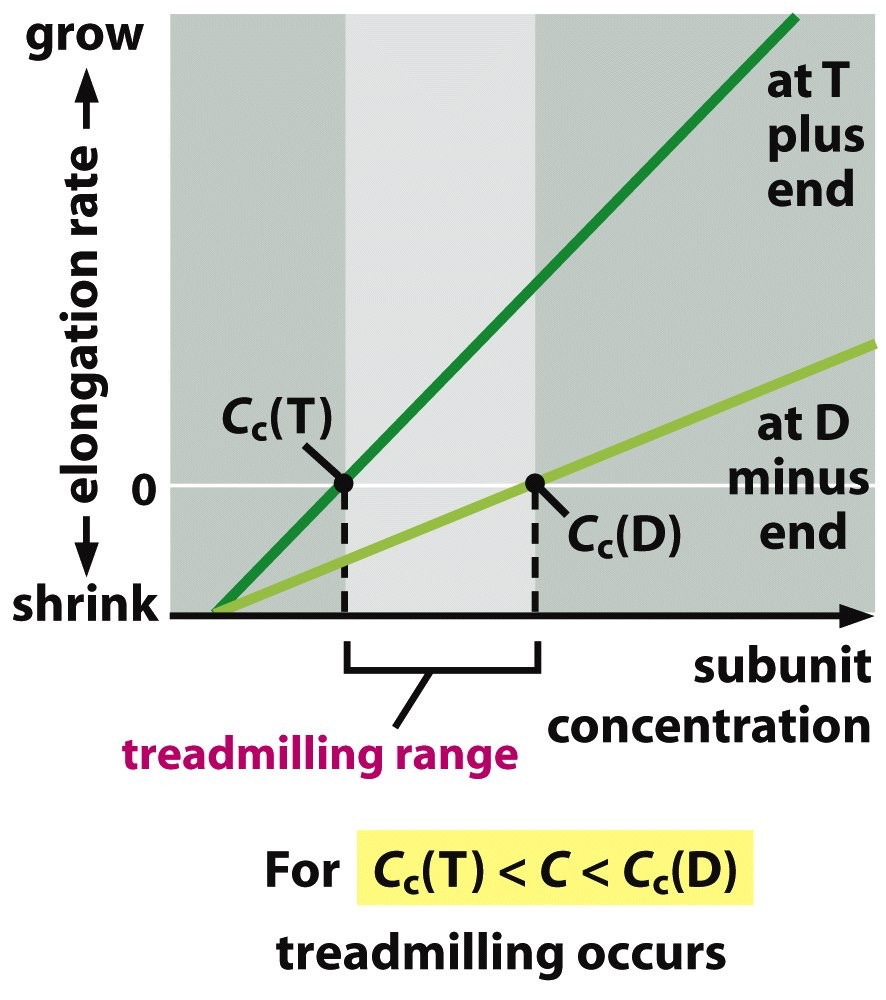 grow
elongation rate
0
shrink
at T
plus
end
Cc(T)
at D
minus
end
Cc(D)
subunit
concentration
treadmilling range
For Cc(T) < C < Cc(D)
treadmilling occurs